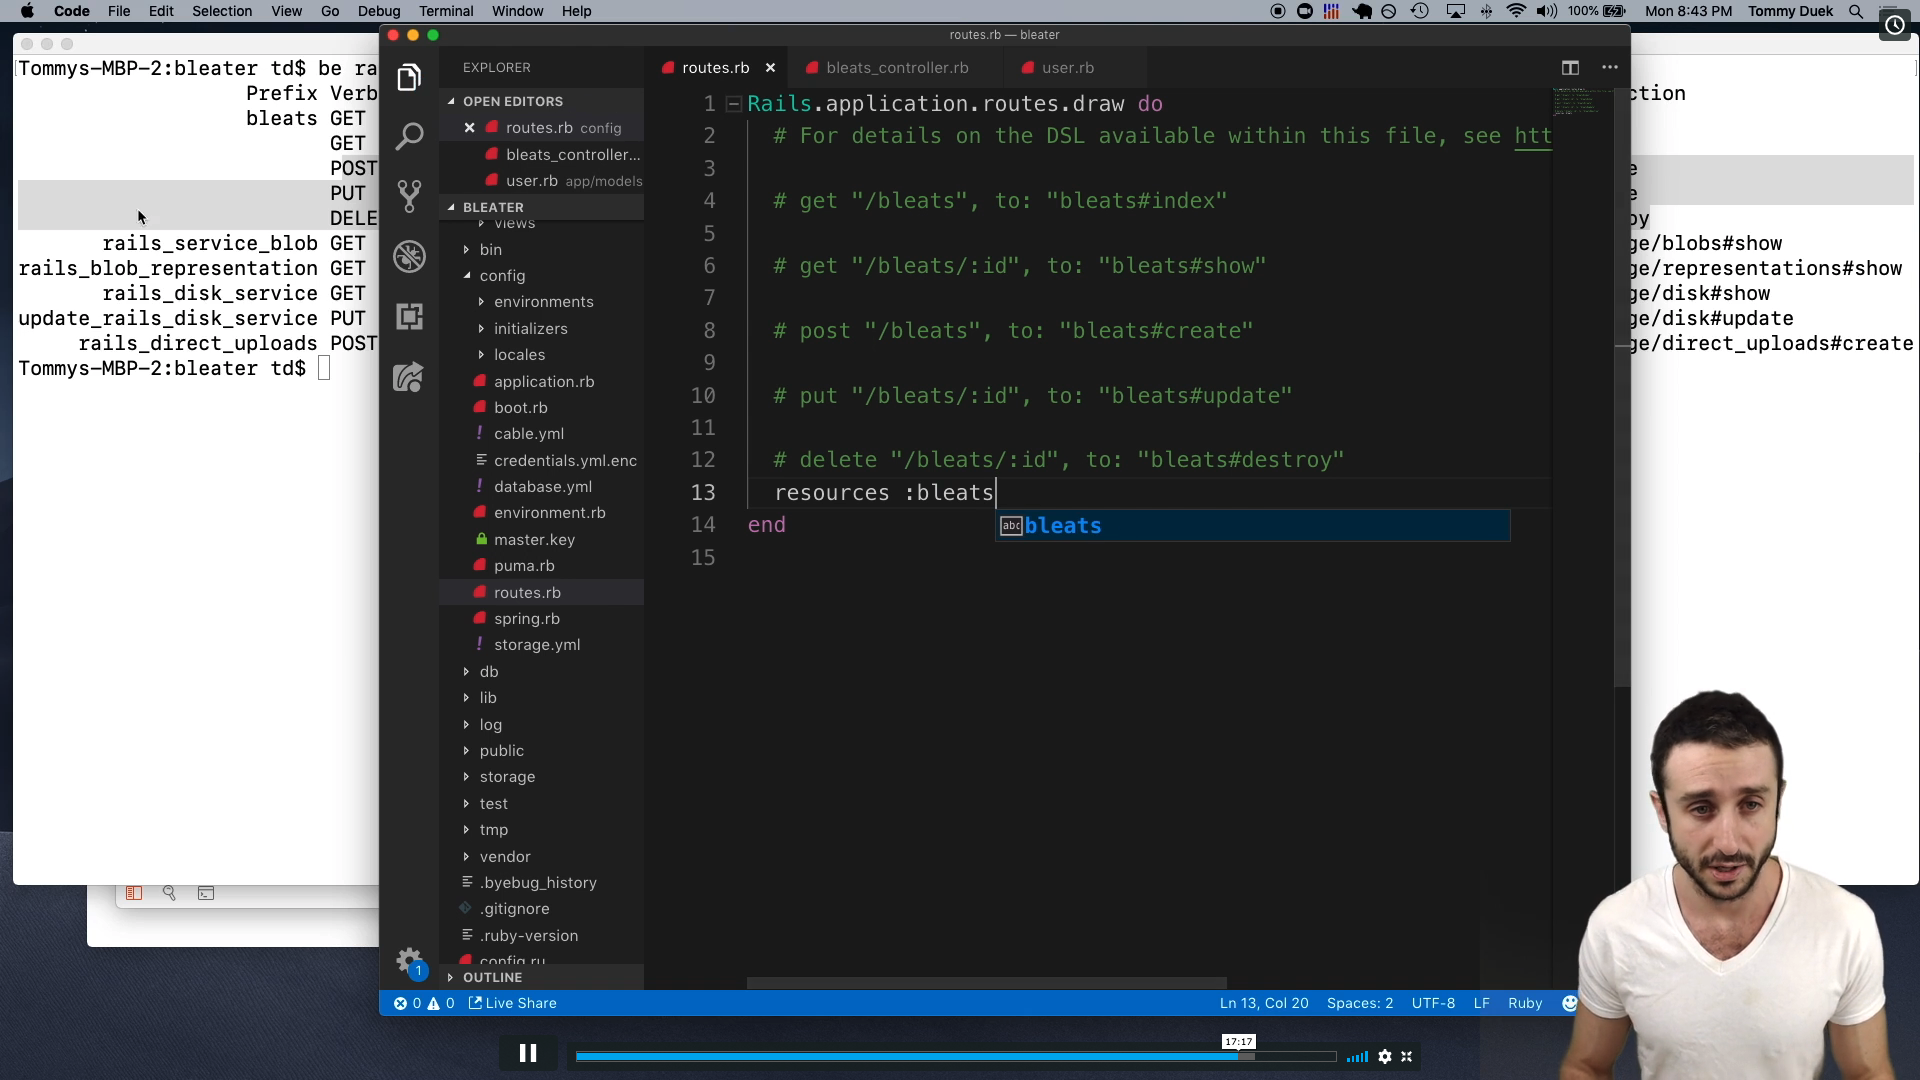 Code File Edit Selection View Go Debug Terminal Window Help
100% Mon 8:43 PM Tommy Duek
routes.rb — bleater
Tommys-MBP-2:bleater td$ be ra
Prefix Verb
bleats GET
GET
POST
PUT
DELE
rails_service_blob GET
rails_blob_representation GET
rails_disk_service GET
update_rails_disk_service PUT
rails_direct_uploads POST
Tommys-MBP-2:bleater td$
EXPLORER
OPEN EDITORS
routes.rb config
bleats_controller...
user.rb app/models
BLEATER
views
bin
config
environments
initializers
locales
application.rb
boot.rb
cable.yml
credentials.yml.enc
database.yml
environment.rb
master.key
puma.rb
routes.rb
spring.rb
storage.yml
db
lib
log
public
storage
test
tmp
vendor
.byebug_history
.gitignore
.ruby-version
config.ru
OUTLINE
routes.rb bleats_controller.rb user.rb
1 Rails.application.routes.draw do
2 # For details on the DSL available within this file, see htt
3
4 # get "/bleats", to: "bleats#index"
5
6 # get "/bleats/:id", to: "bleats#show"
7
8 # post "/bleats", to: "bleats#create"
9
10 # put "/bleats/:id", to: "bleats#update"
11
12 # delete "/bleats/:id", to: "bleats#destroy"
13 resources :bleats
14 end
abc bleats
15
ction
e
e
oy
ge/blobs#show
ge/representations#show
ge/disk#show
ge/disk#update
ge/direct_uploads#create
1
0 0 Live Share
Ln 13, Col 20 Spaces: 2 UTF-8 LF Ruby
17:17